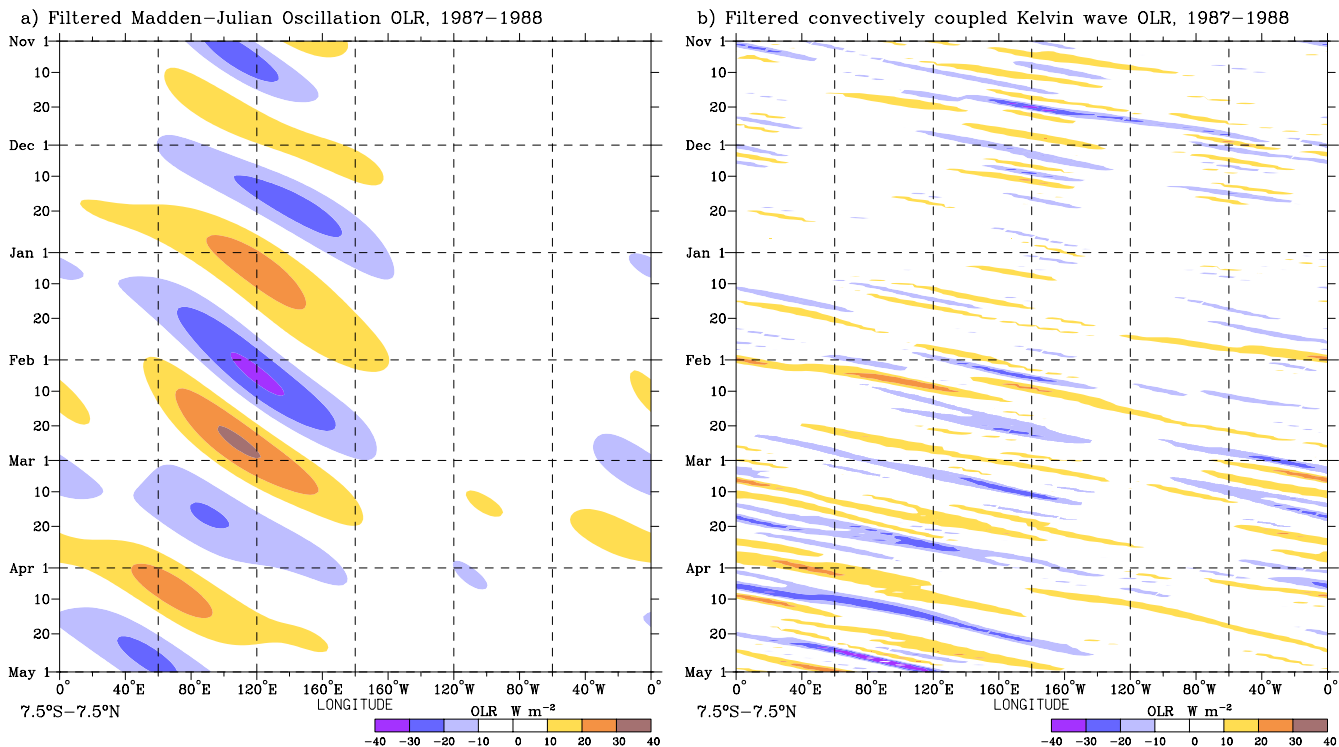 a) Filtered Madden-Julian Oscillation OLR, 1987-1988
Nov 1
10
20
Dec 1
10
20
Jan 1
10
20
Feb 1
10
20
Mar 1
10
20
Apr 1
10
20
May 1
0° 40°E 80°E 120°E 160°E 160°W 120°W 80°W 40°W 0°
LONGITUDE
7.5°S-7.5°N
OLR W m⁻²
-40 -30 -20 -10 0 10 20 30 40
b) Filtered convectively coupled Kelvin wave OLR, 1987-1988
Nov 1
10
20
Dec 1
10
20
Jan 1
10
20
Feb 1
10
20
Mar 1
10
20
Apr 1
10
20
May 1
0° 40°E 80°E 120°E 160°E 160°W 120°W 80°W 40°W 0°
LONGITUDE
7.5°S-7.5°N
OLR W m⁻²
-40 -30 -20 -10 0 10 20 30 40